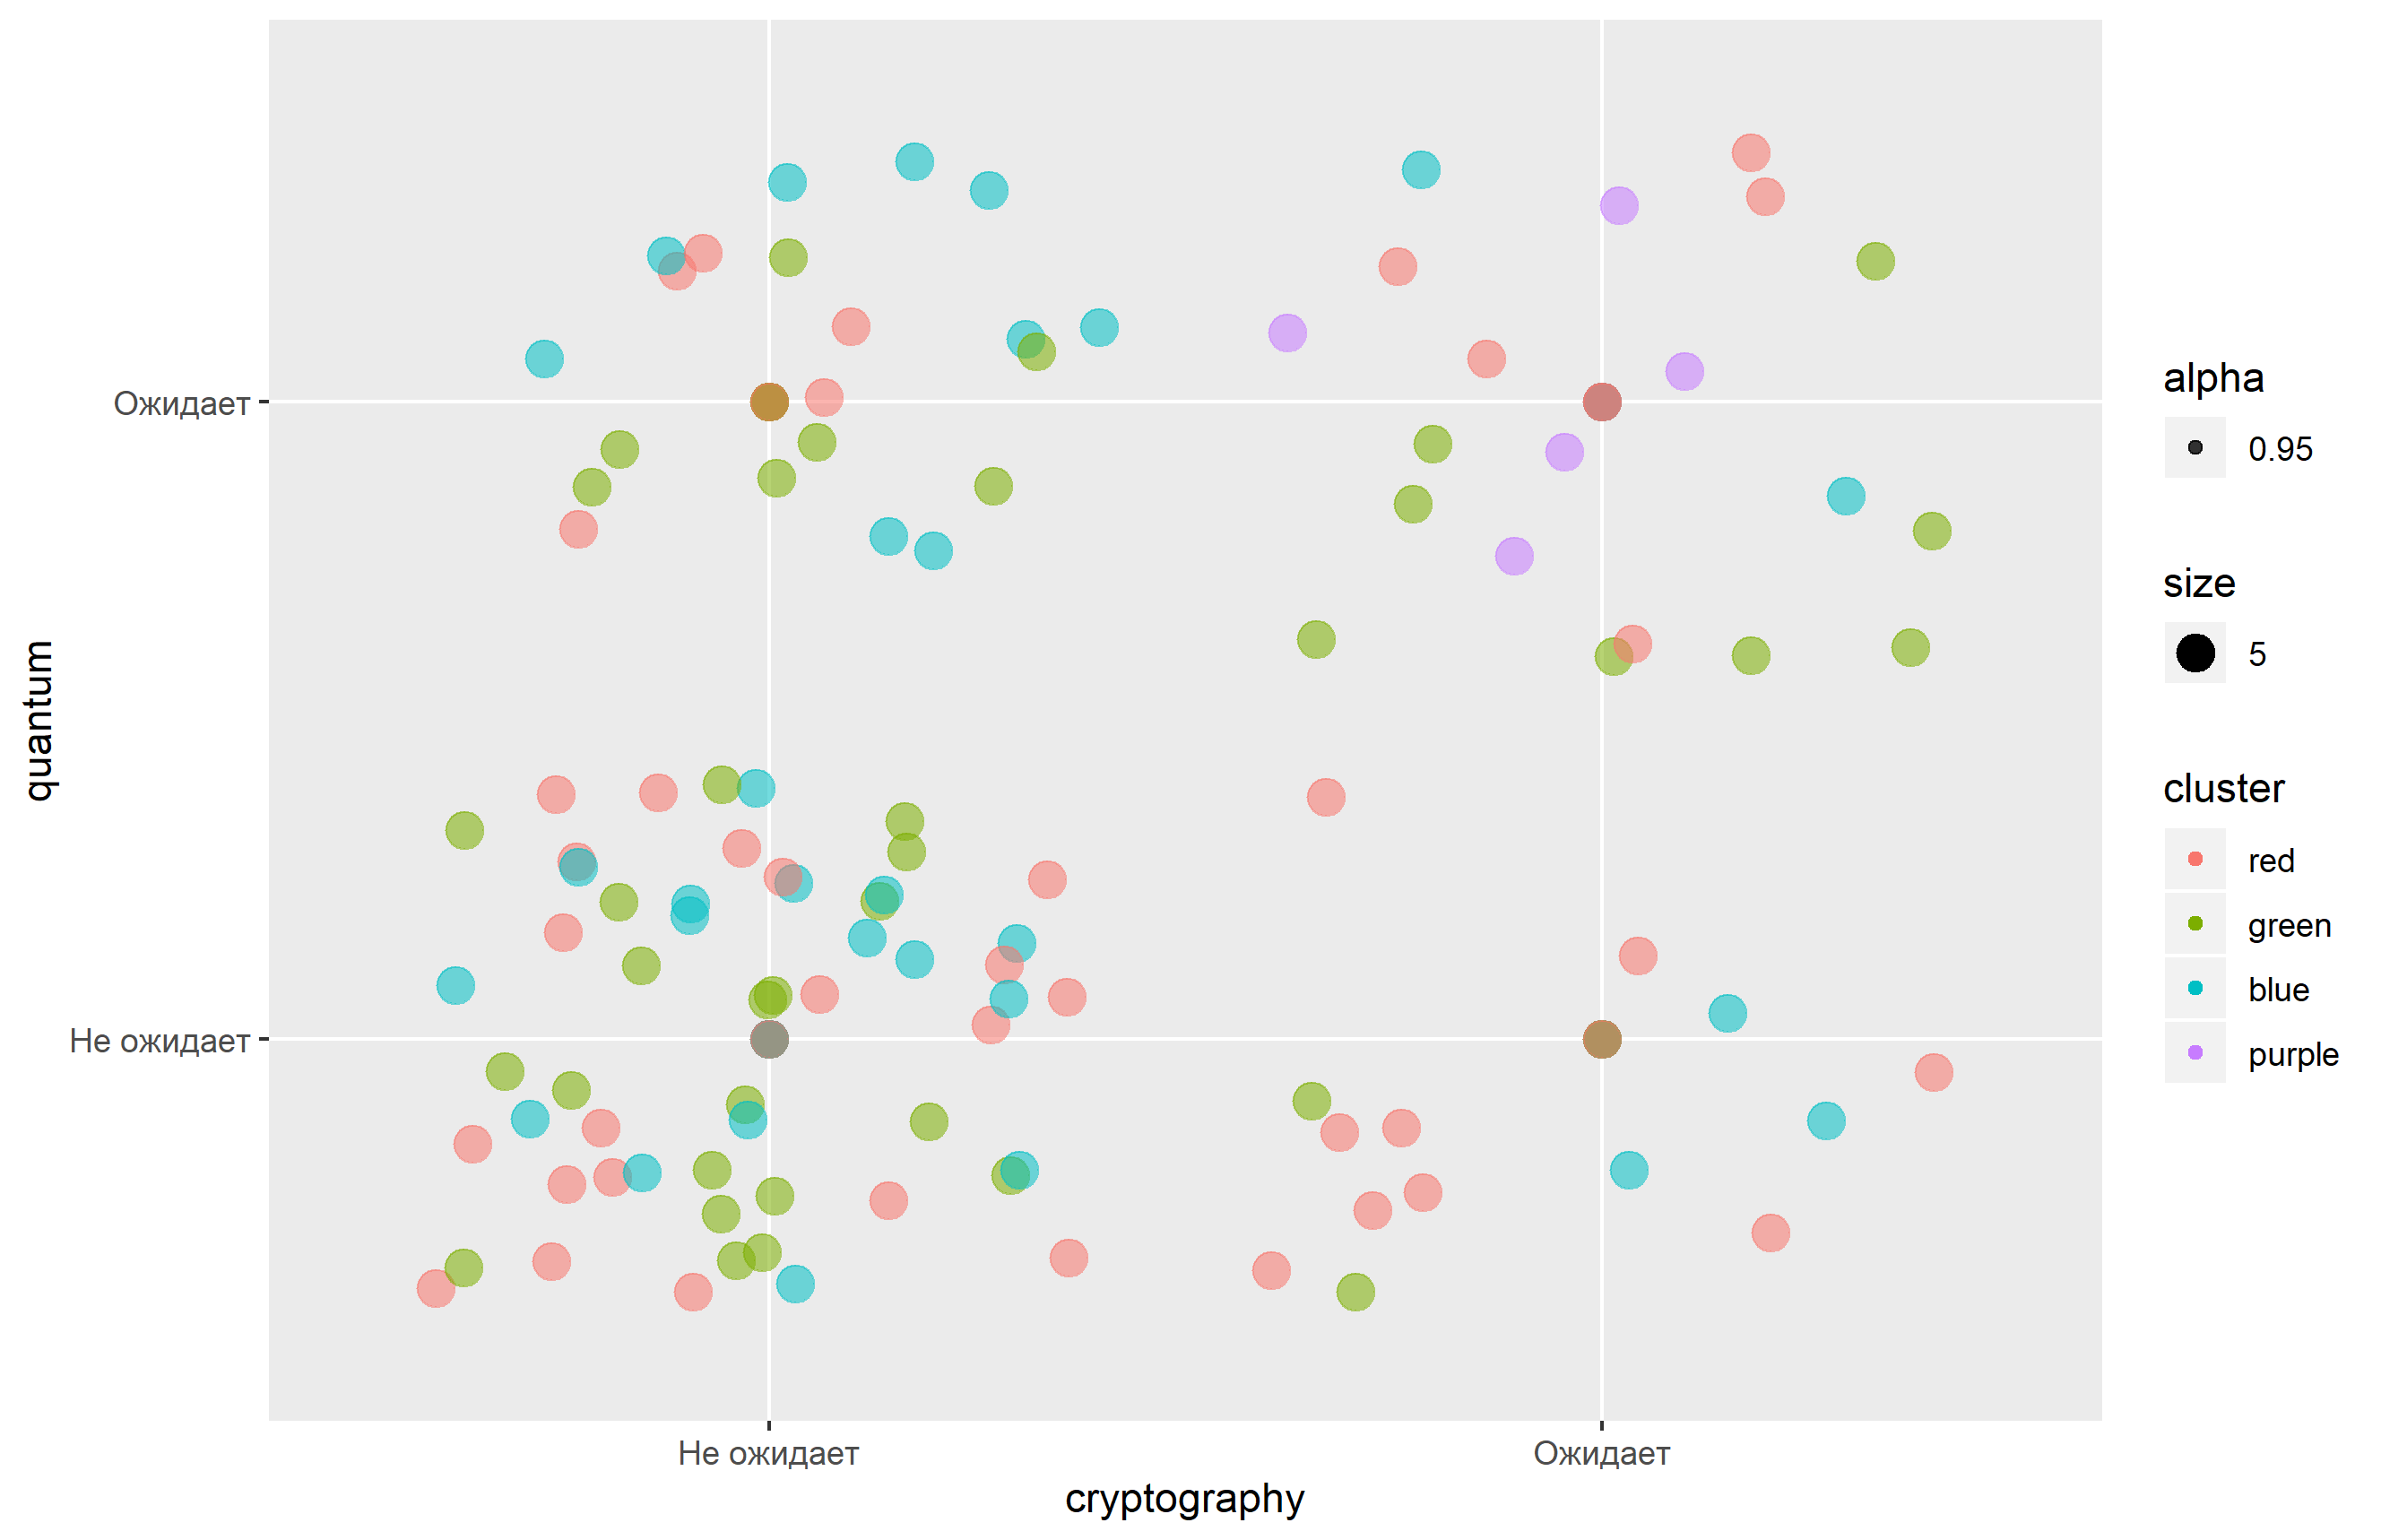 quantum
Ожидает
Не ожидает
Не ожидает
Ожидает
cryptography
alpha
0.95
size
5
cluster
red
green
blue
purple